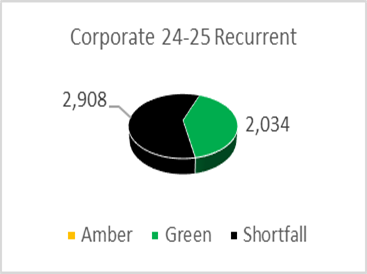 Corporate 24-25 Recurrent
2,908
2,034
Amber Green Shortfall